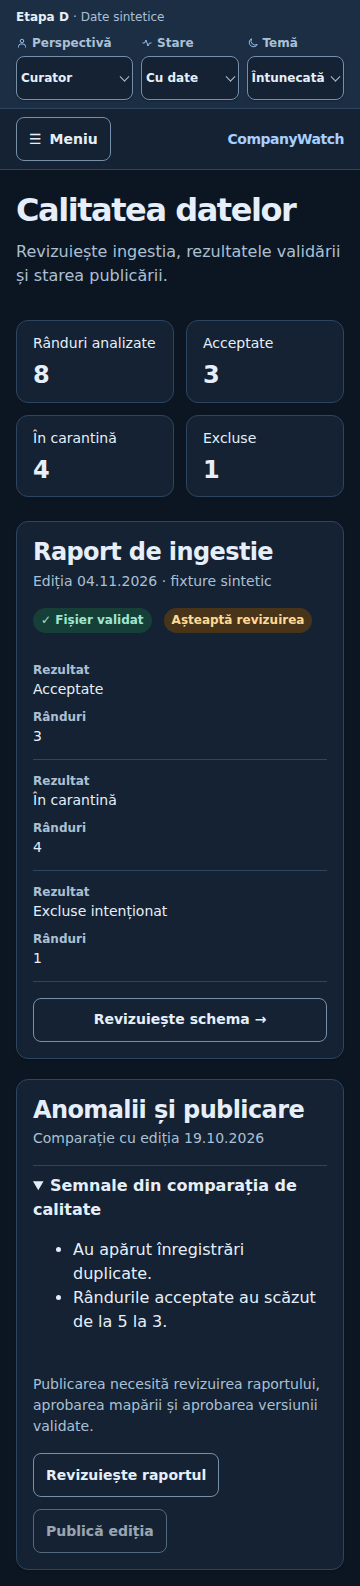 Etapa D · Date sintetice
Perspectivă
Stare
Temă
Curator
Cu date
Întunecată
☰ Meniu
CompanyWatch
Calitatea datelor
Revizuiește ingestia, rezultatele validării
și starea publicării.
Rânduri analizate
8
Acceptate
3
În carantină
4
Excluse
1
Raport de ingestie
Ediția 04.11.2026 · fixture sintetic
✓ Fișier validat
Așteaptă revizuirea
Rezultat
Acceptate
Rânduri
3
Rezultat
În carantină
Rânduri
4
Rezultat
Excluse intenționat
Rânduri
1
Revizuiește schema →
Anomalii și publicare
Comparație cu ediția 19.10.2026
▼ Semnale din comparația de
calitate
• Au apărut înregistrări
duplicate.
• Rândurile acceptate au scăzut
de la 5 la 3.
Publicarea necesită revizuirea raportului,
aprobarea mapării și aprobarea versiunii
validate.
Revizuiește raportul
Publică ediția